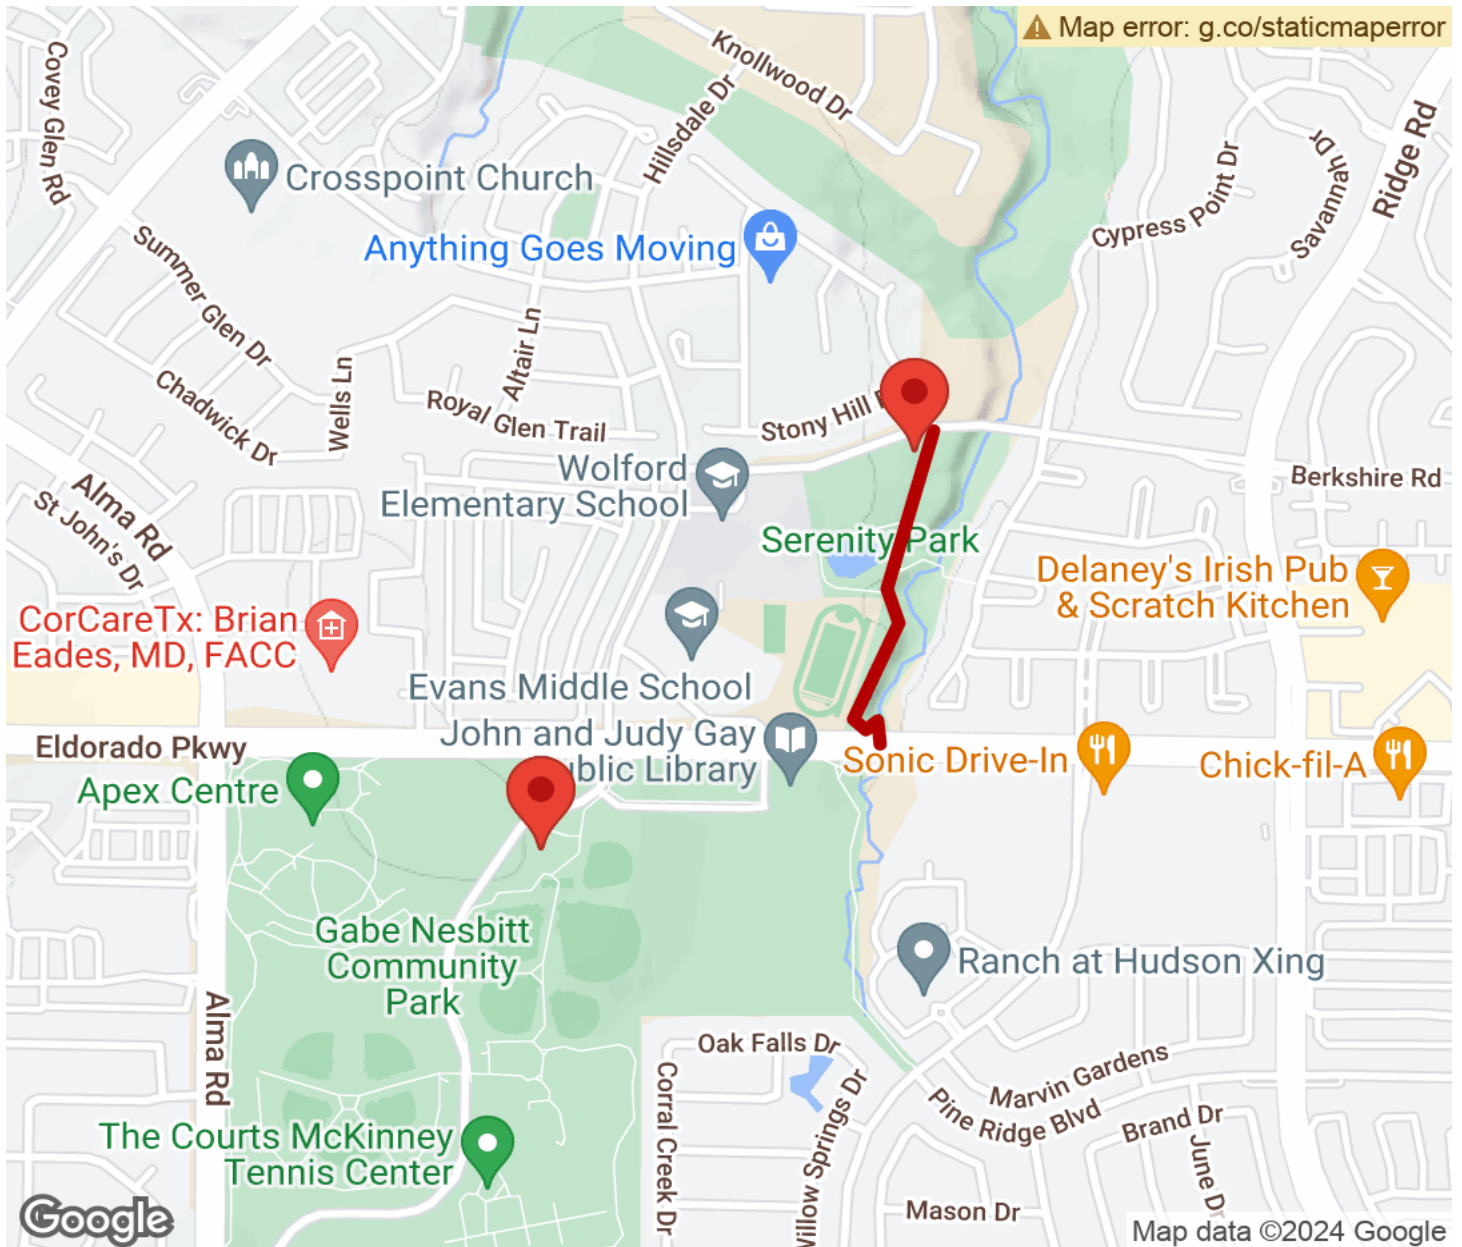 Map error: g.co/staticmaperror
Knollwood Dr
Covey Glen Rd
Hillsdale Dr
Ridge Rd
Savannah Dr
Cypress Point Dr
Crosspoint Church
Anything Goes Moving
Summer Glen Dr
Altair Ln
Wells Ln
Chadwick Dr
Royal Glen Trail
Stony Hill
Wolford
Elementary School
Berkshire Rd
Alma Rd
St John's Dr
Serenity Park
Delaney's Irish Pub
& Scratch Kitchen
CorCareTx: Brian
Eades, MD, FACC
Evans Middle School
John and Judy Gay
ublic Library
Eldorado Pkwy
Sonic Drive-In
Chick-fil-A
Apex Centre
Gabe Nesbitt
Community
Park
Ranch at Hudson Xing
Alma Rd
Oak Falls Dr
Corral Creek Dr
Willow Springs Dr
Marvin Gardens
Pine Ridge Blvd
Brand Dr
June Dr
The Courts McKinney
Tennis Center
Mason Dr
Google
Map data ©2024 Google